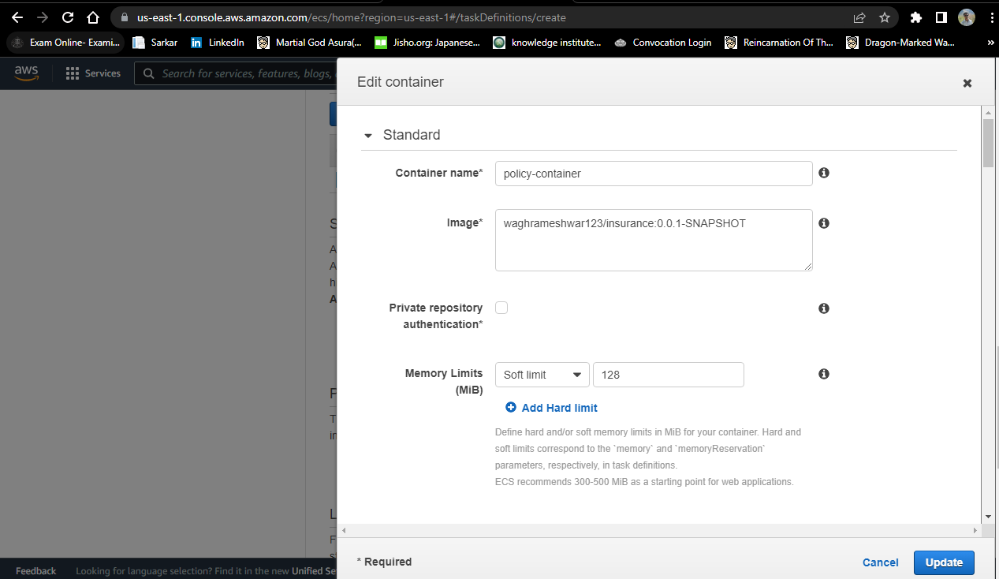 us-east-1.console.aws.amazon.com/ecs/home?region=us-east-1#/taskDefinitions/create
Exam Online- Exami... Sarkar LinkedIn Martial God Asura(... Jisho.org: Japanese... knowledge institute... Convocation Login Reincarnation Of Th... Dragon-Marked Wa... »
aws Services Search for services, features, blogs,
Edit container
Standard
Container name* policy-container
Image* waghrameshwar123/insurance:0.0.1-SNAPSHOT
Private repository
authentication*
Memory Limits
(MiB)
Soft limit 128
Add Hard limit
Define hard and/or soft memory limits in MiB for your container. Hard and
soft limits correspond to the `memory` and `memoryReservation`
parameters, respectively, in task definitions.
ECS recommends 300-500 MiB as a starting point for web applications.
* Required Cancel Update
Feedback Looking for language selection? Find it in the new Unified Se